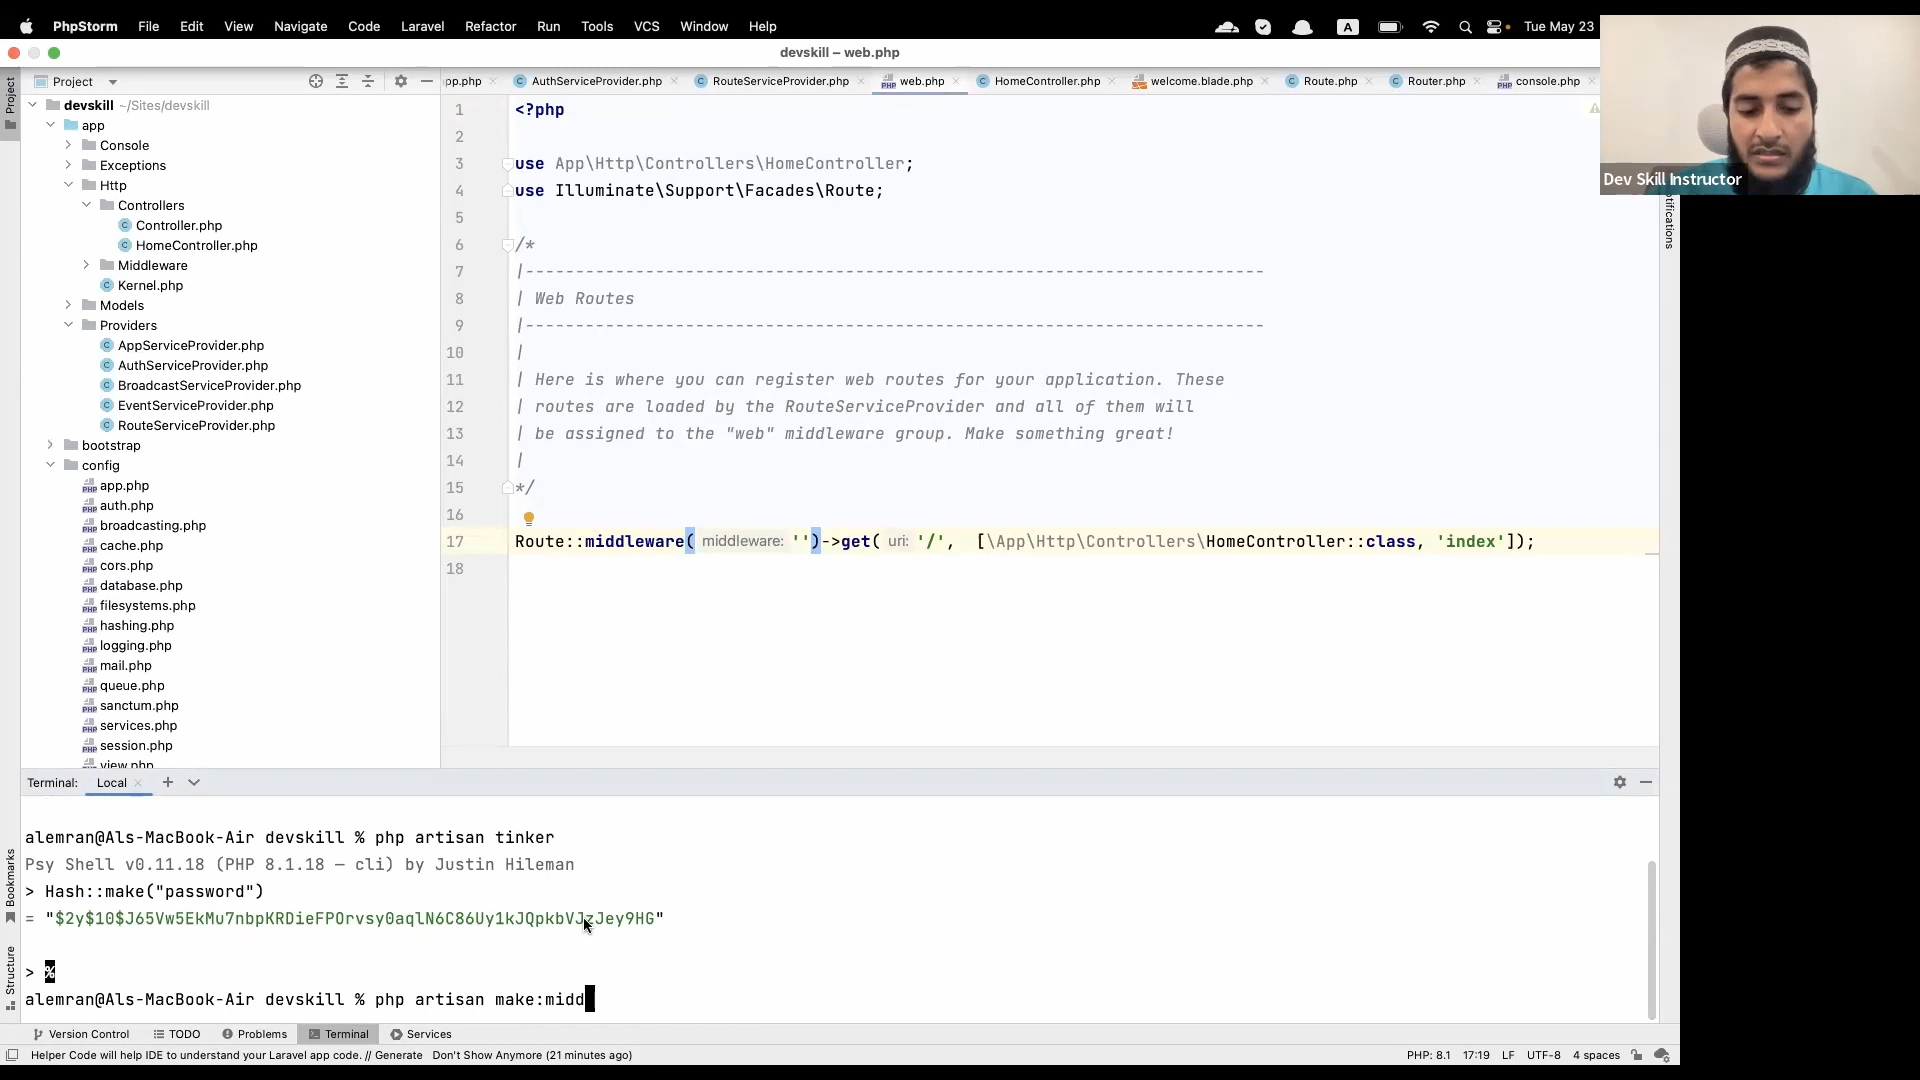 PhpStorm File Edit View Navigate Code Laravel Refactor Run Tools VCS Window Help
A Tue May 23
devskill – web.php
Project
pp.php AuthServiceProvider.php RouteServiceProvider.php web.php HomeController.php welcome.blade.php Route.php Router.php console.php
Dev Skill Instructor
Project
devskill ~/Sites/devskill
app
Console
Exceptions
Http
Controllers
Controller.php
HomeController.php
Middleware
Kernel.php
Models
Providers
AppServiceProvider.php
AuthServiceProvider.php
BroadcastServiceProvider.php
EventServiceProvider.php
RouteServiceProvider.php
bootstrap
config
app.php
auth.php
broadcasting.php
cache.php
cors.php
database.php
filesystems.php
hashing.php
logging.php
mail.php
queue.php
sanctum.php
services.php
session.php
view.php
1 <?php
2
3 use App\Http\Controllers\HomeController;
4 use Illuminate\Support\Facades\Route;
5
6 /*
7 |--------------------------------------------------------------------------
8 | Web Routes
9 |--------------------------------------------------------------------------
10 |
11 | Here is where you can register web routes for your application. These
12 | routes are loaded by the RouteServiceProvider and all of them will
13 | be assigned to the "web" middleware group. Make something great!
14 |
15 */
16
17 Route::middleware( middleware: '')->get( uri: '/', [\App\Http\Controllers\HomeController::class, 'index']);
18
otifications
Terminal: Local
alemran@Als-MacBook-Air devskill % php artisan tinker
Psy Shell v0.11.18 (PHP 8.1.18 — cli) by Justin Hileman
> Hash::make("password")
= "$2y$10$J65Vw5EkMu7nbpKRDieFPOrvsy0aqlN6C86Uy1kJQpkbVJzJey9HG"
> %
alemran@Als-MacBook-Air devskill % php artisan make:midd
Bookmarks
Structure
Version Control TODO Problems Terminal Services
Helper Code will help IDE to understand your Laravel app code. // Generate Don't Show Anymore (21 minutes ago)
PHP: 8.1 17:19 LF UTF-8 4 spaces